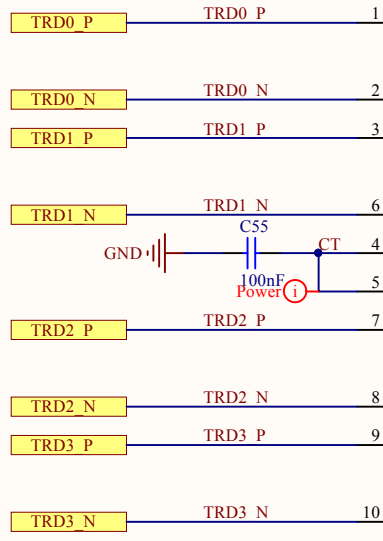 TRD0_P TRD0_P 1
TRD0_N TRD0_N 2
TRD1_P TRD1_P 3
TRD1_N TRD1_N 6
C55
GND CT 4
100nF
Power i 5
TRD2_P TRD2_P 7
TRD2_N TRD2_N 8
TRD3_P TRD3_P 9
TRD3_N TRD3_N 10